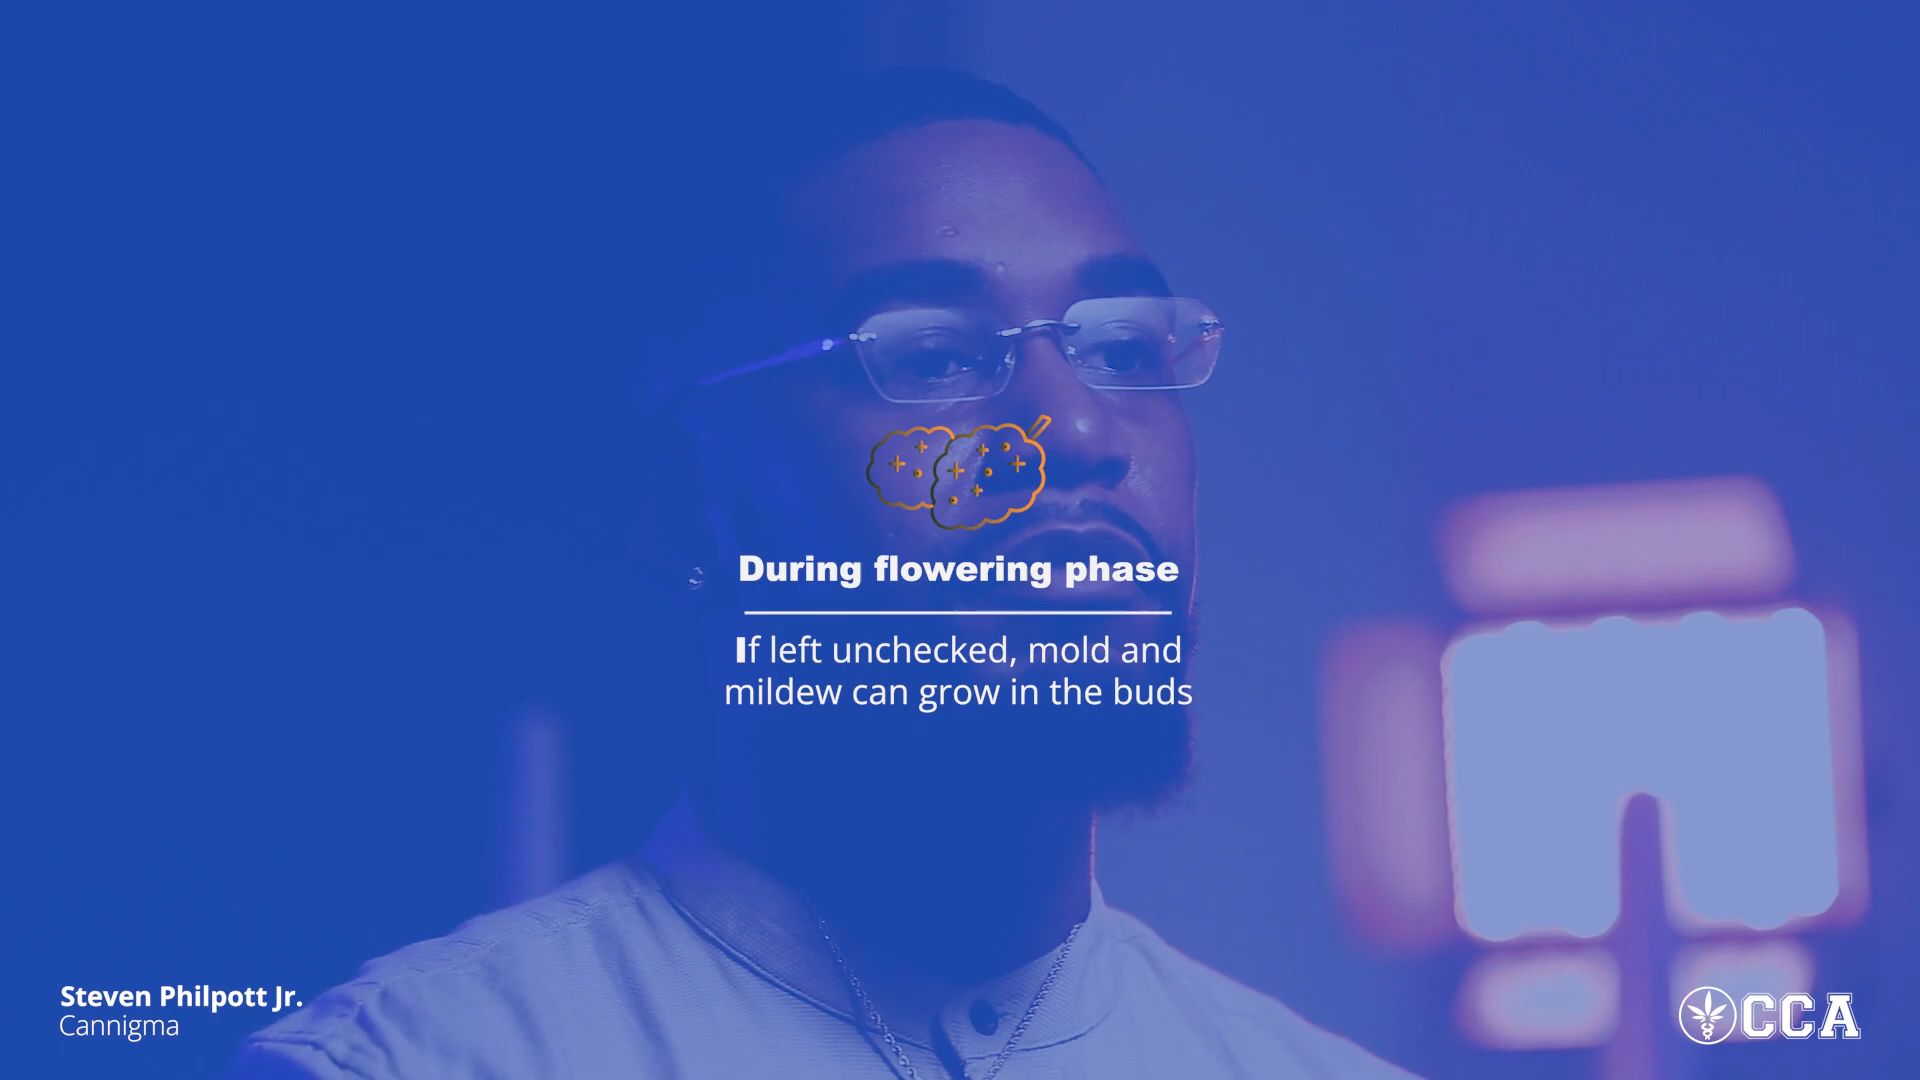 During flowering phase
If left unchecked, mold and
mildew can grow in the buds
Steven Philpott Jr.
Cannigma
CCA